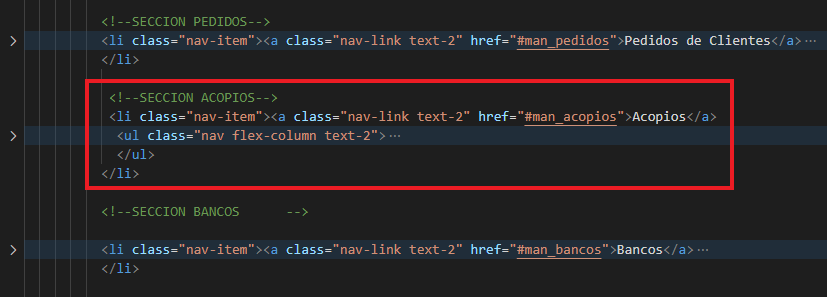 <!--SECCION PEDIDOS-->
<li class="nav-item"><a class="nav-link text-2" href="#man_pedidos">Pedidos de Clientes</a>···
</li>
<!--SECCION ACOPIOS-->
<li class="nav-item"><a class="nav-link text-2" href="#man_acopios">Acopios</a>
<ul class="nav flex-column text-2">···
</ul>
</li>
<!--SECCION BANCOS      -->
<li class="nav-item"><a class="nav-link text-2" href="#man_bancos">Bancos</a>···
</li>